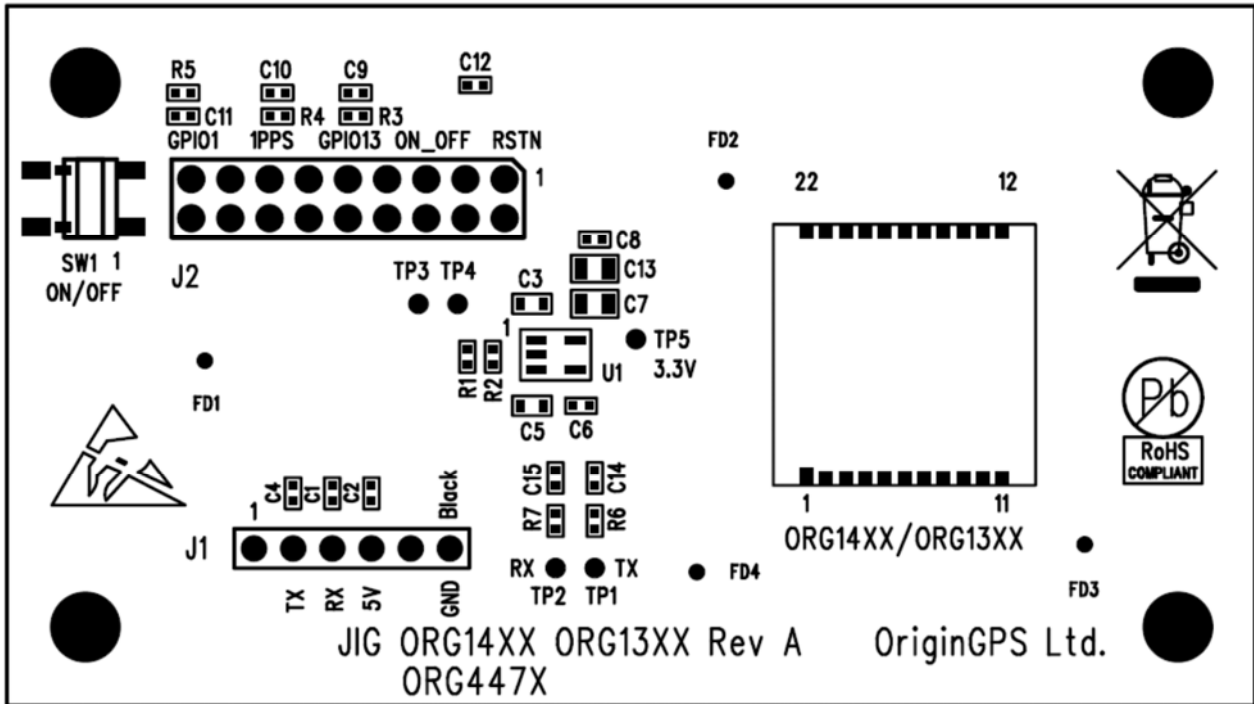 R5 C10 C9 C12
C11 R4 R3
GPIO1 1PPS GPIO13 ON_OFF RSTN
FD2
1
22 12
SW1 1
ON/OFF
J2
C8
TP3 TP4
C3
C13
C7
1
TP5
3.3V
U1
R1
R2
FD1
C5 C6
Pb
RoHS
COMPLIANT
C4
C1
C2
Black
1
C15
C14
R7
R6
1 11
ORG14XX/ORG13XX
J1
RX TX
TP2 TP1
FD4
FD3
TX
RX
5V
GND
JIG ORG14XX ORG13XX Rev A OriginGPS Ltd.
ORG447X